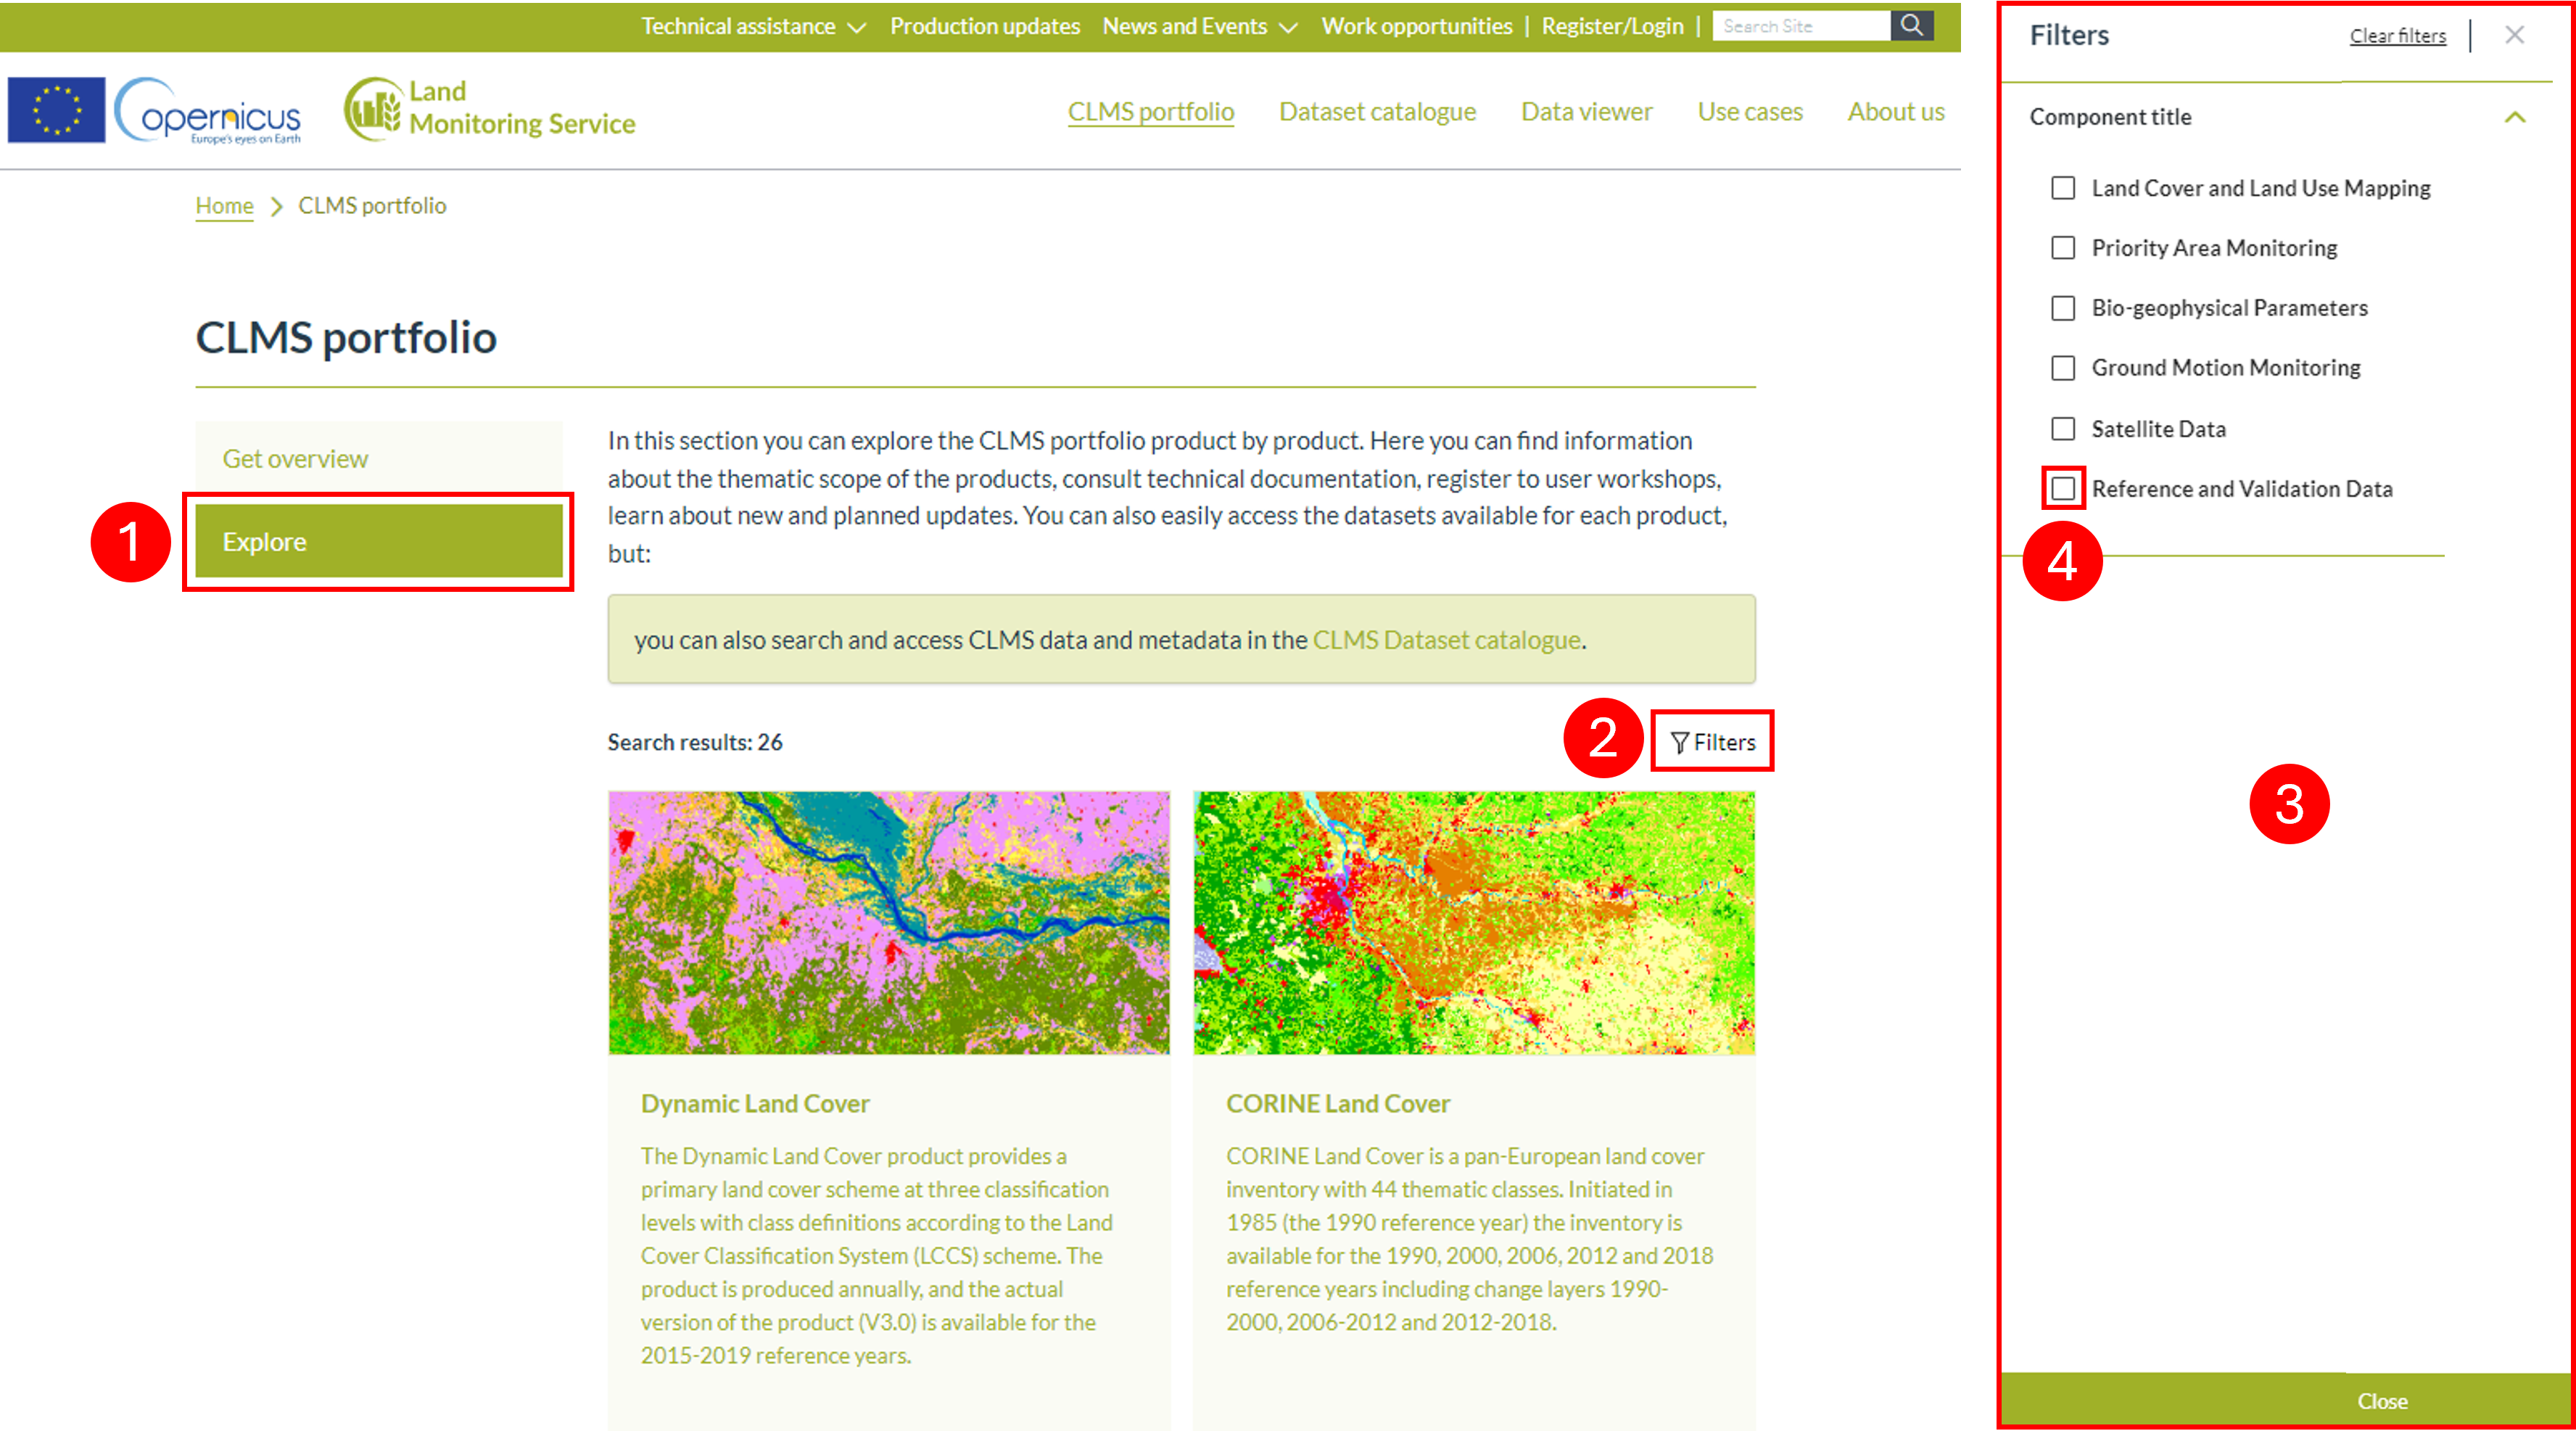 Technical assistance Production updates News and Events Work opportunities | Register/Login | Search Site
opernicus
Europe's eyes on Earth
Land
Monitoring Service
CLMS portfolio Dataset catalogue Data viewer Use cases About us
Home > CLMS portfolio
CLMS portfolio
Get overview
1
Explore
In this section you can explore the CLMS portfolio product by product. Here you can find information
about the thematic scope of the products, consult technical documentation, register to user workshops,
learn about new and planned updates. You can also easily access the datasets available for each product,
but:
you can also search and access CLMS data and metadata in the CLMS Dataset catalogue.
Search results: 26
2
Filters
Dynamic Land Cover
The Dynamic Land Cover product provides a
primary land cover scheme at three classification
levels with class definitions according to the Land
Cover Classification System (LCCS) scheme. The
product is produced annually, and the actual
version of the product (V3.0) is available for the
2015-2019 reference years.
CORINE Land Cover
CORINE Land Cover is a pan-European land cover
inventory with 44 thematic classes. Initiated in
1985 (the 1990 reference year) the inventory is
available for the 1990, 2000, 2006, 2012 and 2018
reference years including change layers 1990-
2000, 2006-2012 and 2012-2018.
Filters Clear filters
Component title
Land Cover and Land Use Mapping
Priority Area Monitoring
Bio-geophysical Parameters
Ground Motion Monitoring
Satellite Data
Reference and Validation Data
4
3
Close